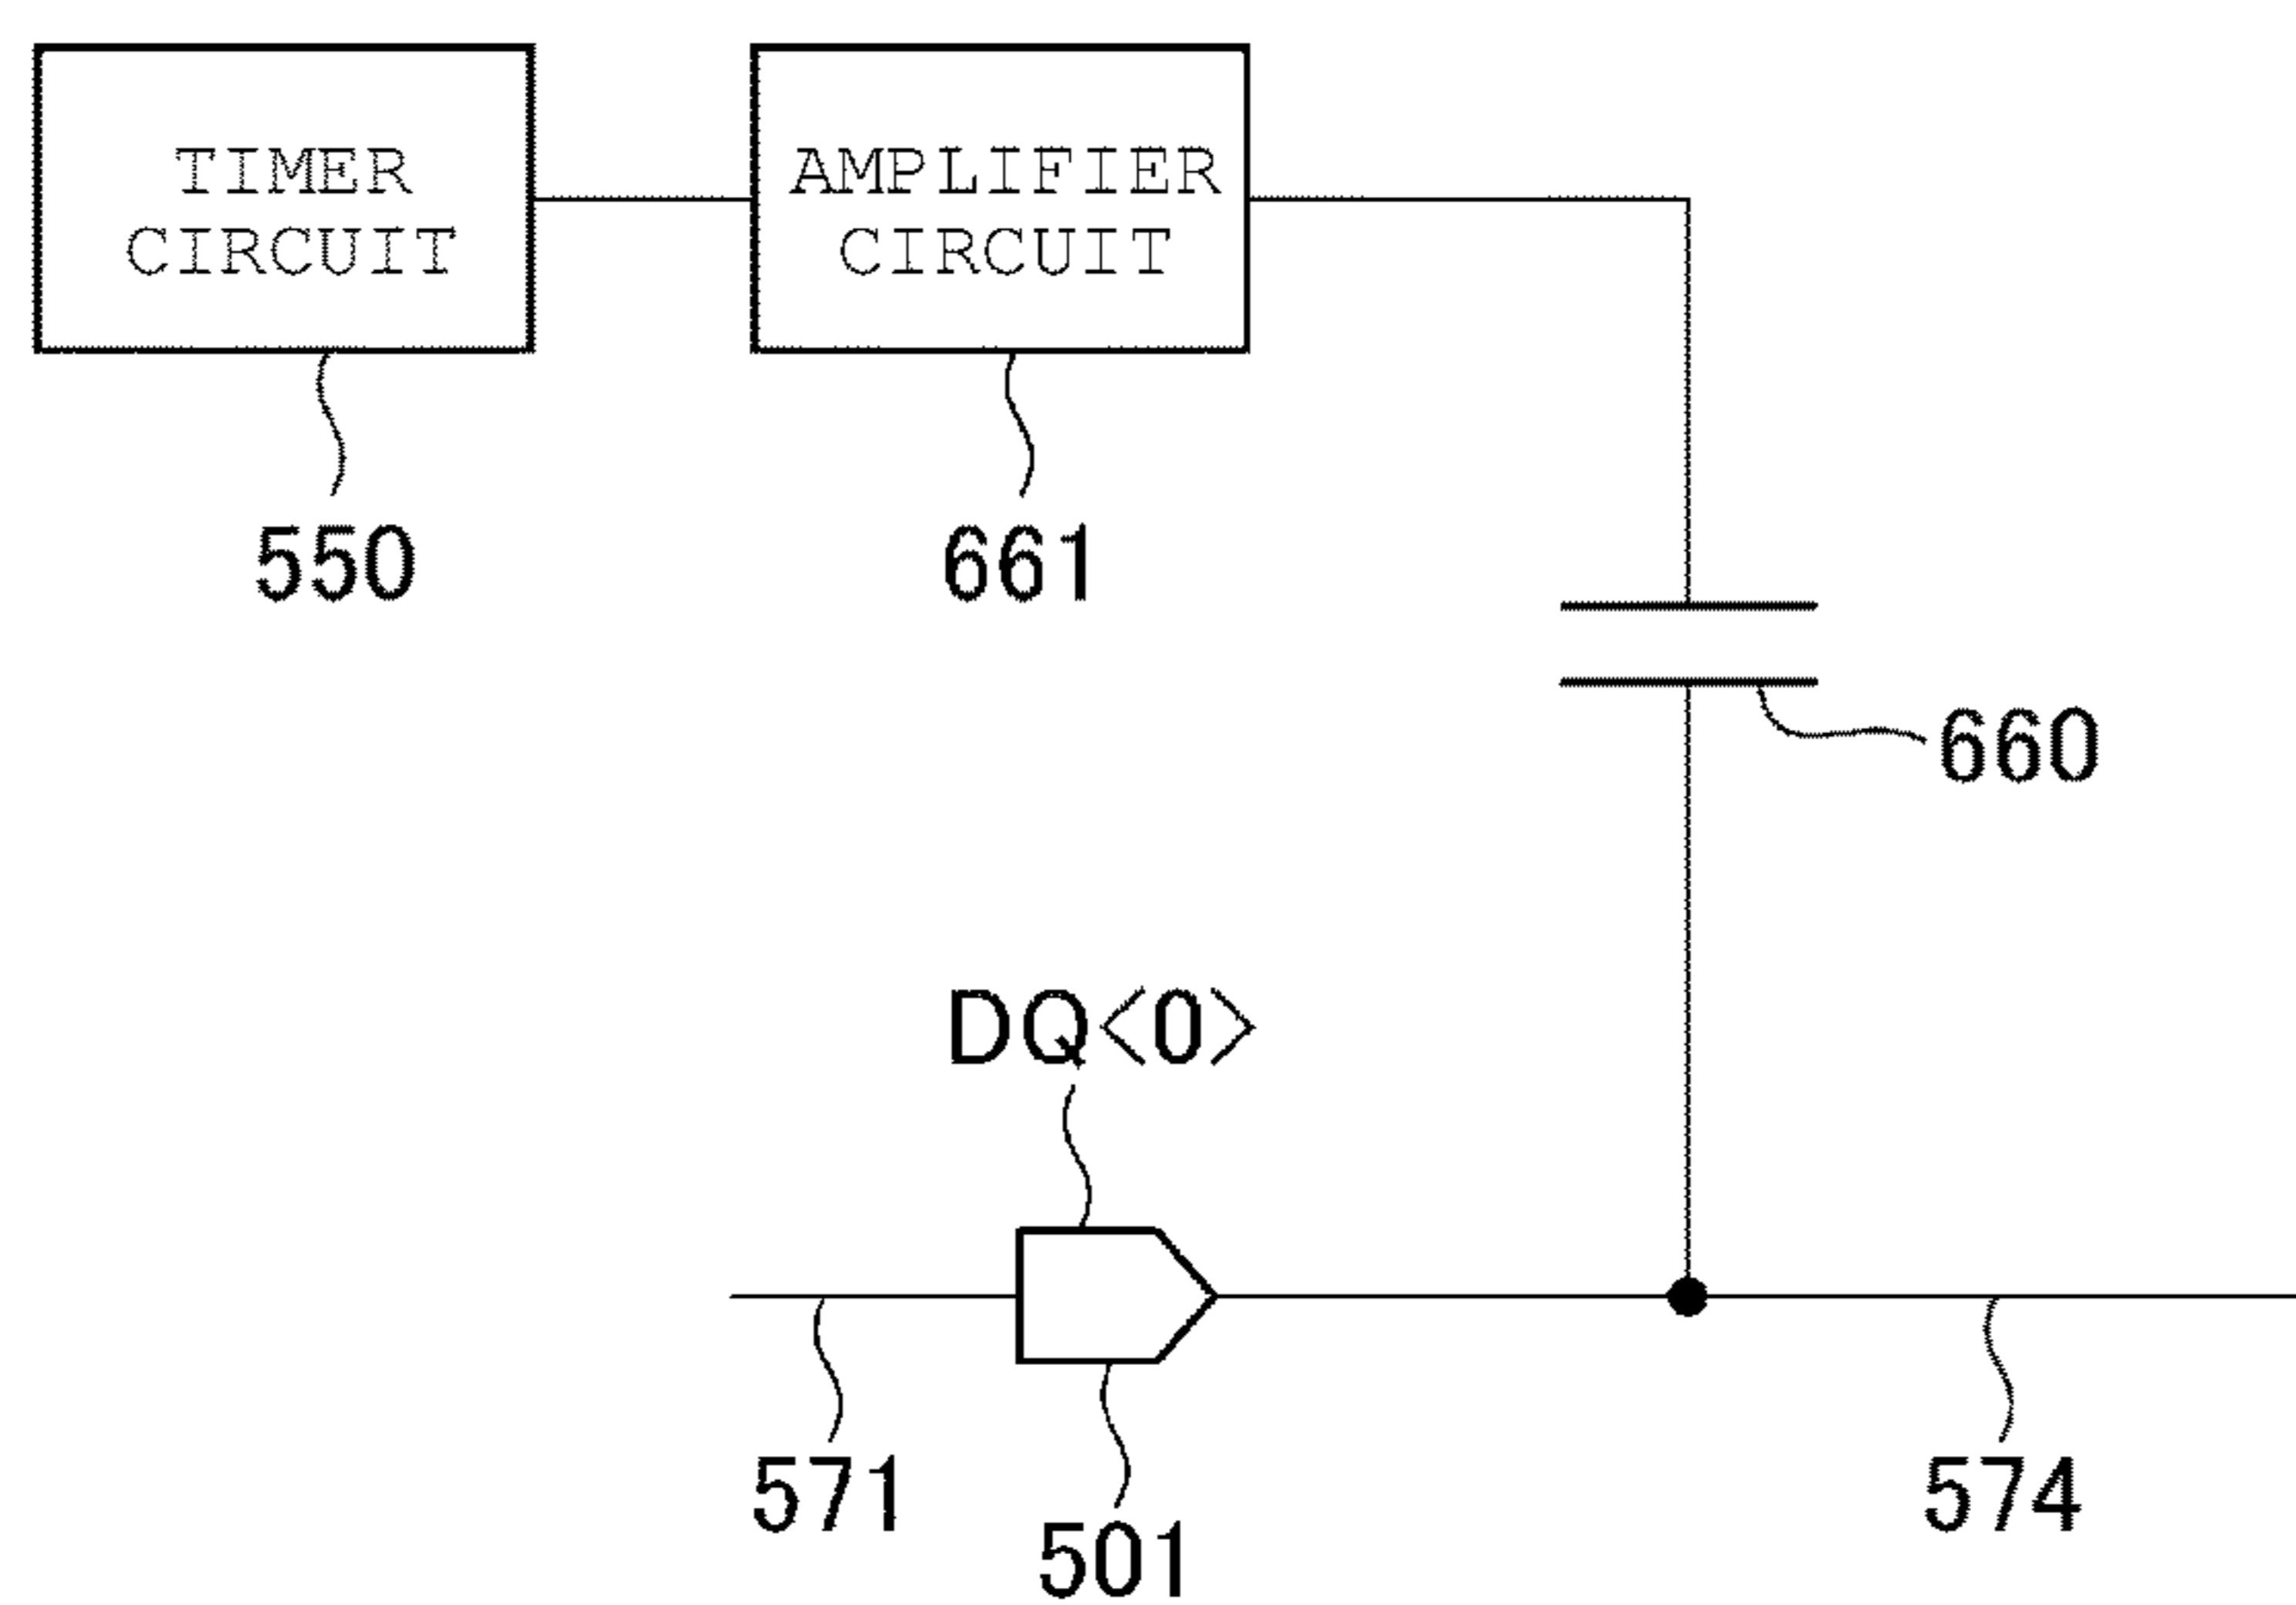 TIMER
CIRCUIT
AMPLIFIER
CIRCUIT
550
661
660
DQ<0>
571
501
574